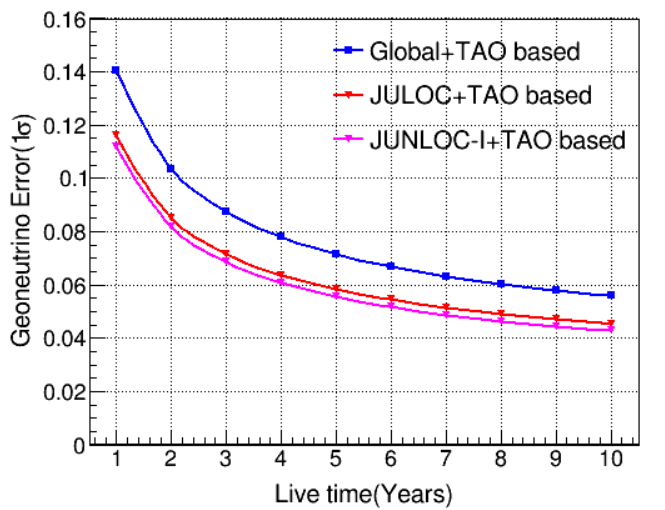 0.16
0.14
0.12
0.1
0.08
0.06
0.04
0.02
0
Geoneutrino Error(1σ)
Global+TAO based
JULOC+TAO based
JUNLOC-I+TAO based
1 2 3 4 5 6 7 8 9 10
Live time(Years)